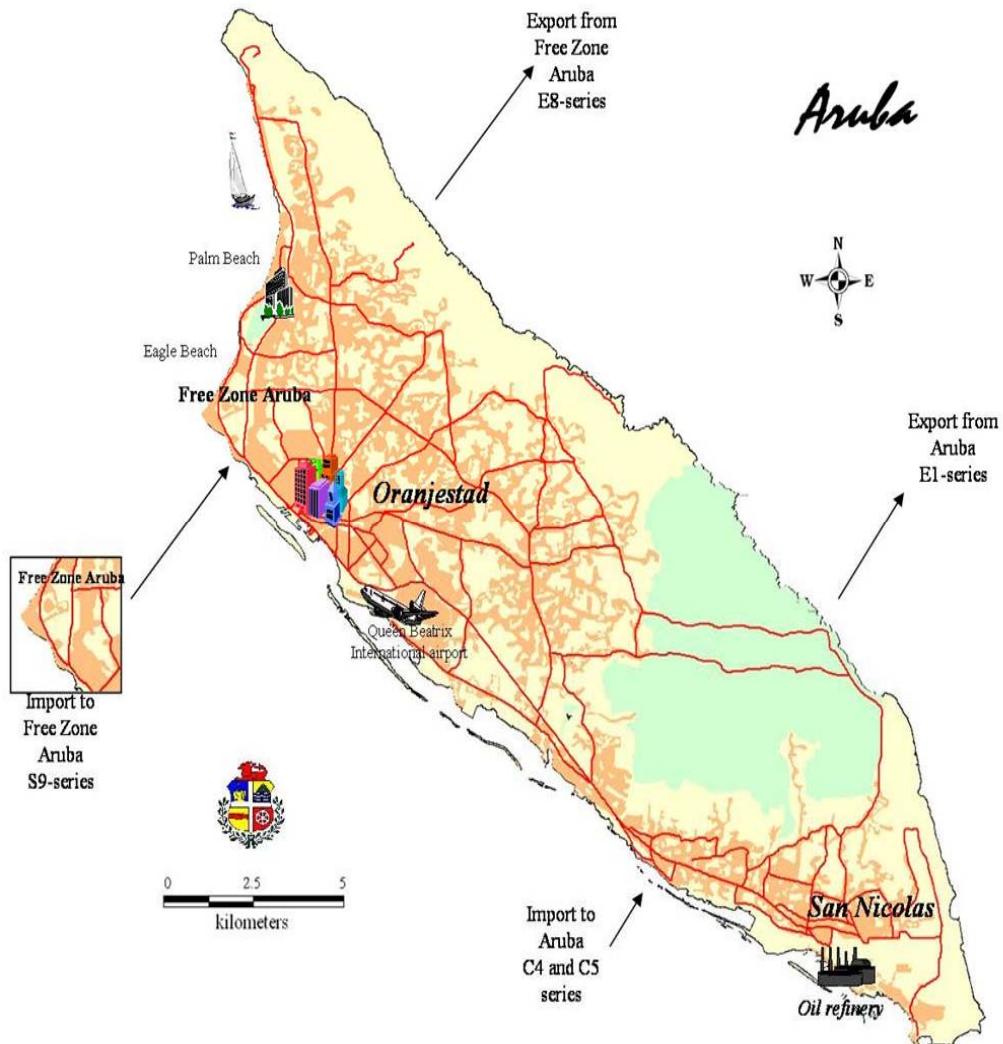 Export from
Free Zone
Aruba
E8-series
Aruba
N
W E
S
Palm Beach
Eagle Beach
Free Zone Aruba
Export from
Aruba
E1-series
Oranjestad
Free Zone Aruba
Queen Beatrix
International airport
Import to
Free Zone
Aruba
S9-series
0 2.5 5
kilometers
Import to
Aruba
C4 and C5
series
San Nicolas
Oil refinery